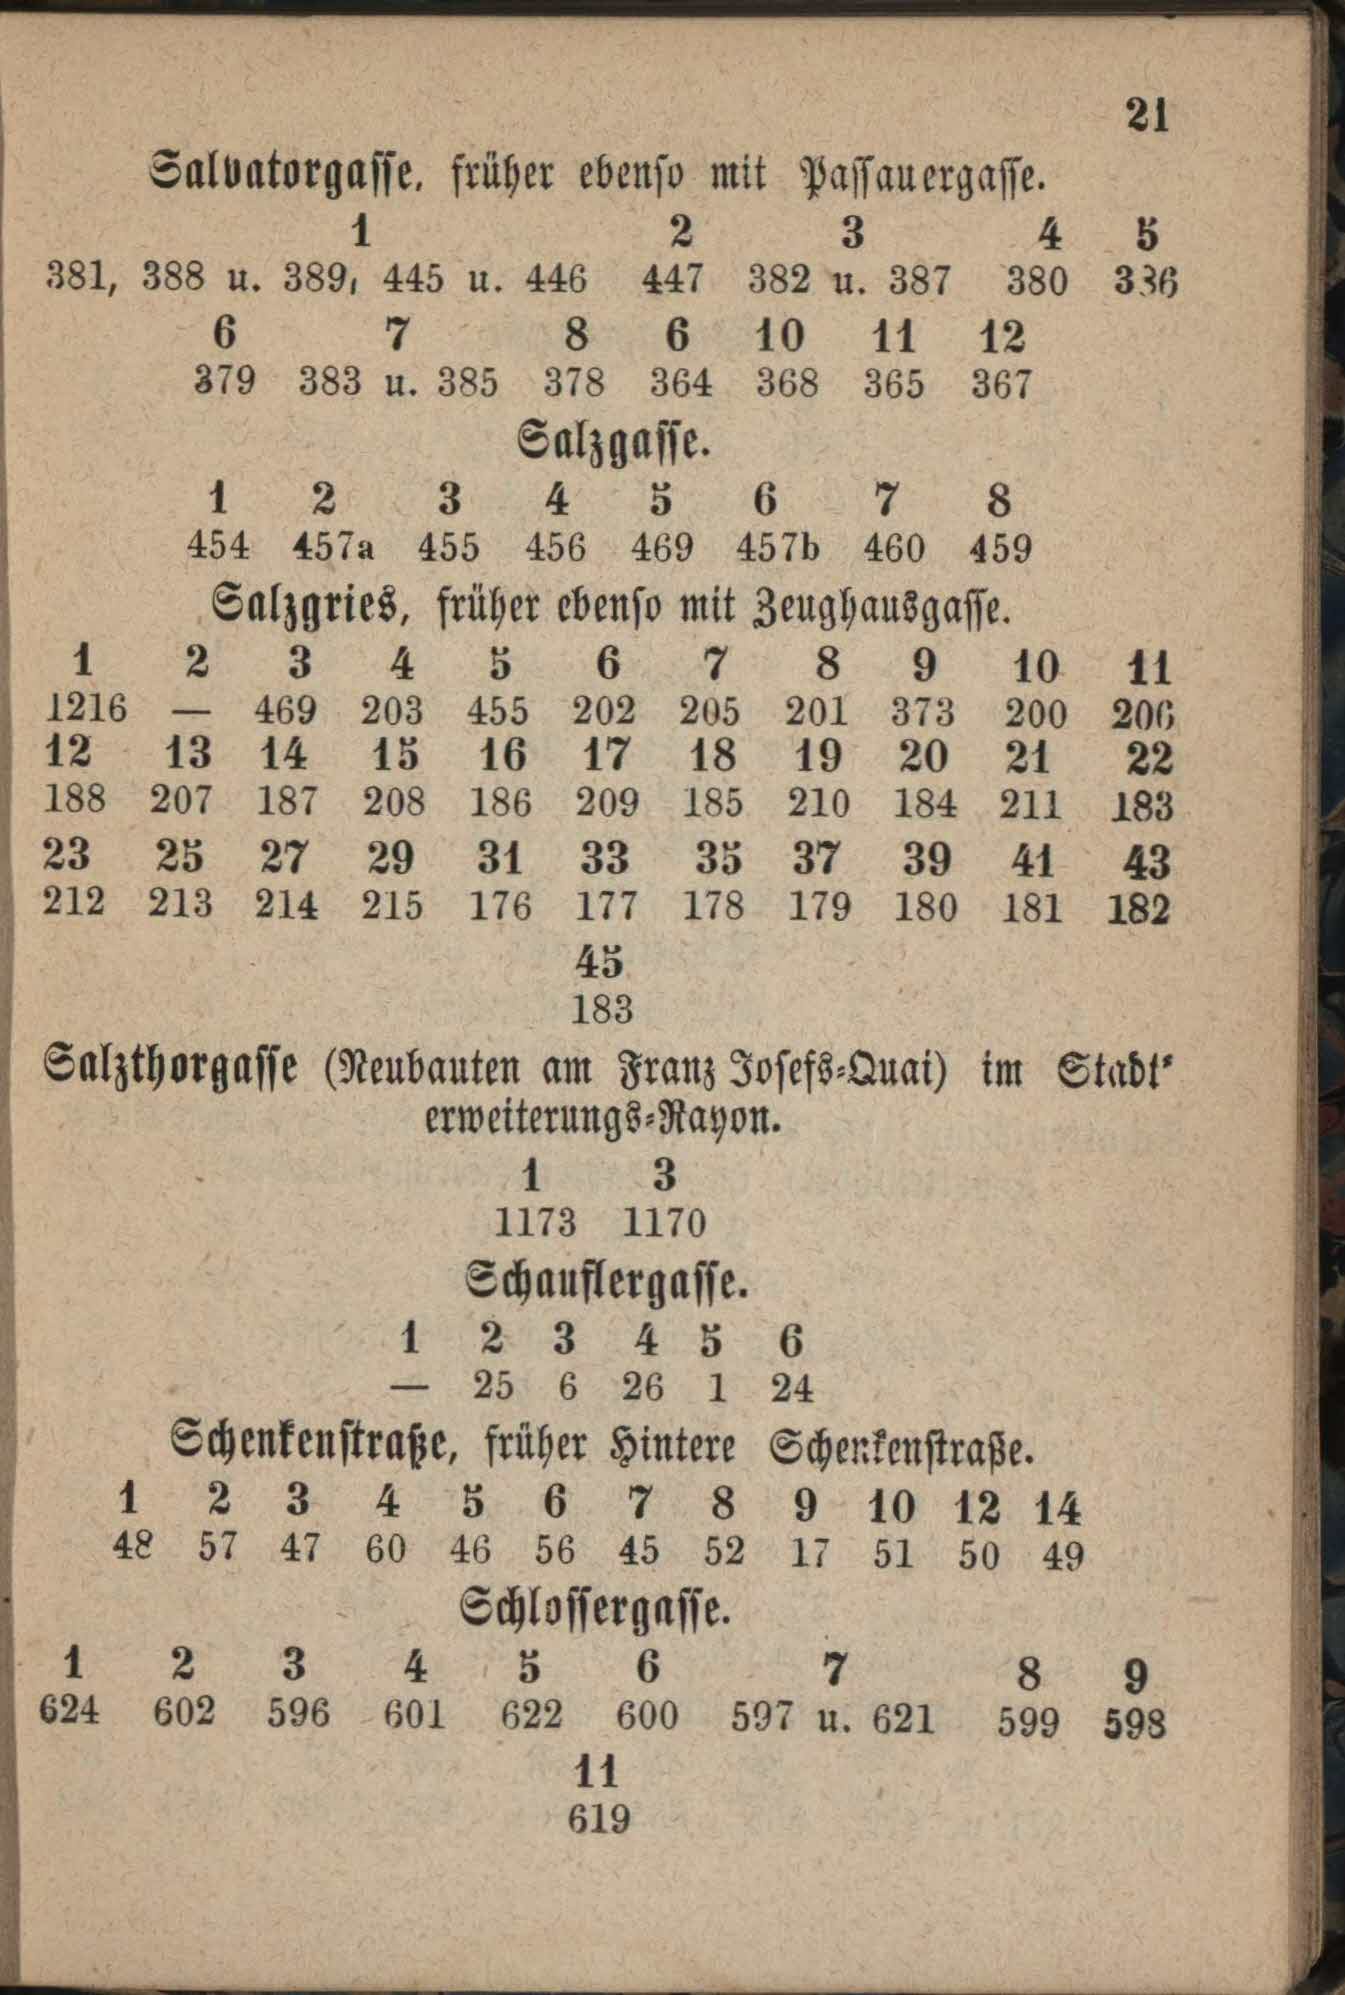 21
Salvatorgasse, früher ebenso mit Passauergasse.
1 2 3 4 5
381, 388 u. 389, 445 u. 446 447 382 u. 387 380 386
6 7 8 6 10 11 12
379 383 u. 385 378 364 368 365 367
Salzgasse.
1 2 3 4 5 6 7 8
454 457a 455 456 469 457b 460 459
Salzgries, früher ebenso mit Zeughausgasse.
1 2 3 4 5 6 7 8 9 10 11
1216 — 469 203 455 202 205 201 373 200 206
12 13 14 15 16 17 18 19 20 21 22
188 207 187 208 186 209 185 210 184 211 183
23 25 27 29 31 33 35 37 39 41 43
212 213 214 215 176 177 178 179 180 181 182
45
183
Salzthorgasse (Neubauten am Franz Josefs-Quai) im Stadt-
erweiterungs-Rayon.
1 3
1173 1170
Schauflergasse.
1 2 3 4 5 6
— 25 6 26 1 24
Schenkenstraße, früher Hintere Schenkenstraße.
1 2 3 4 5 6 7 8 9 10 12 14
48 57 47 60 46 56 45 52 17 51 50 49
Schlossergasse.
1 2 3 4 5 6 7 8 9
624 602 596 601 622 600 597 u. 621 599 598
11
619